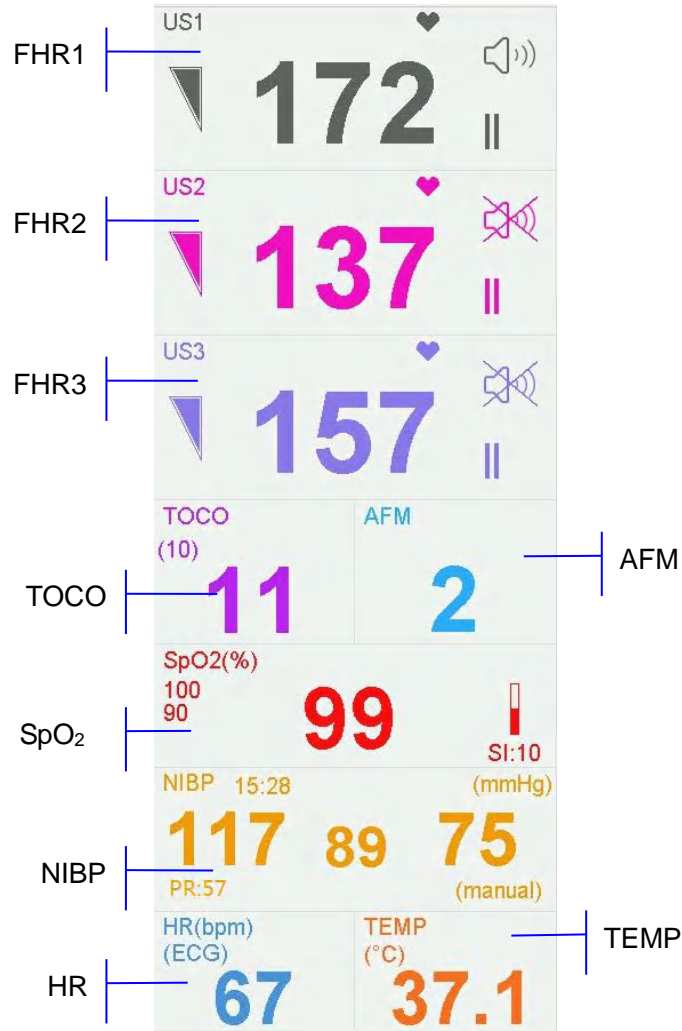 US1
FHR1
172
US2
FHR2
137
US3
FHR3
157
TOCO
AFM
(10)
11
2
AFM
TOCO
SpO2(%)
100
90
99
SpO₂
SI:10
NIBP 15:28 (mmHg)
117 89 75
NIBP
PR:57 (manual)
HR(bpm)
(ECG)
67
HR
TEMP
(°C)
37.1
TEMP